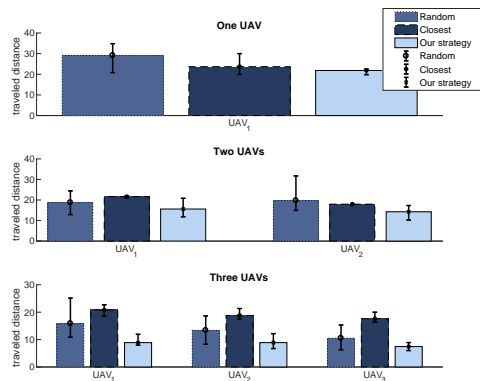 One UAV
Random
Closest
Our strategy
Random
Closest
Our strategy
traveled distance
40
30
20
10
0
UAV1
Two UAVs
traveled distance
40
30
20
10
0
UAV1
UAV2
Three UAVs
traveled distance
30
20
10
0
UAV1
UAV2
UAV3